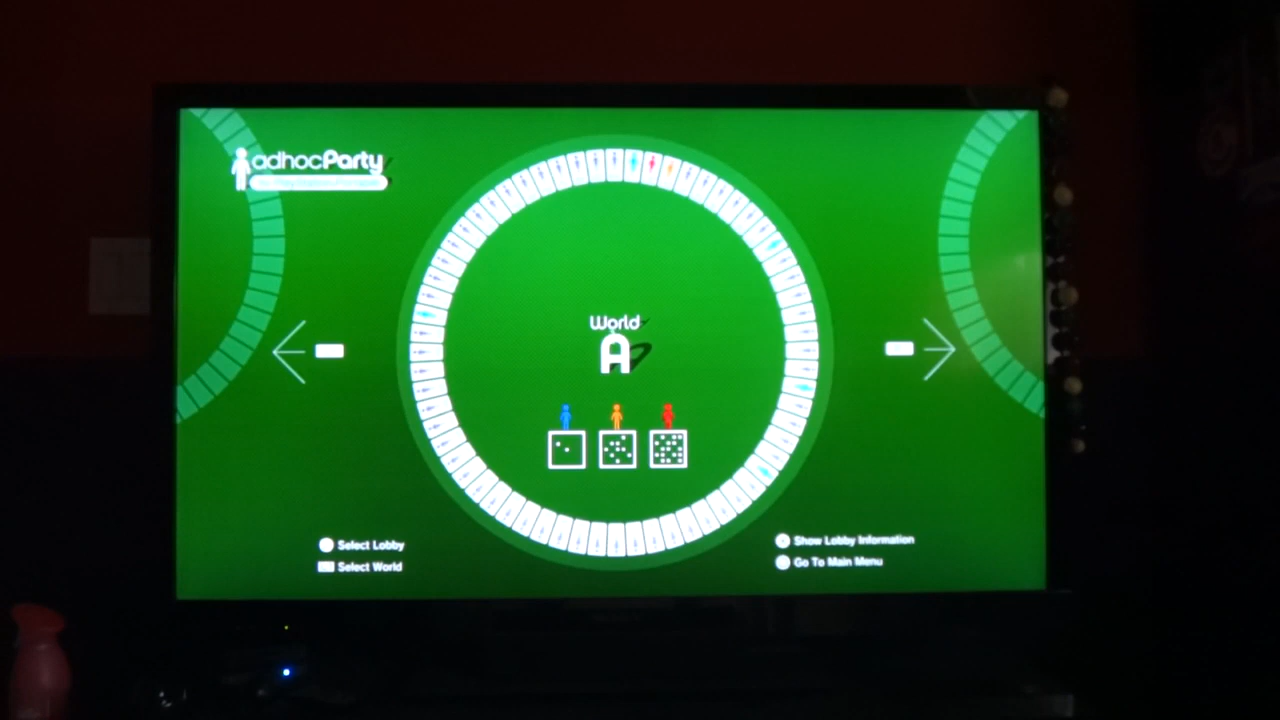 adhocParty
World
A
Select Lobby
Select World
Show Lobby Information
Go To Main Menu